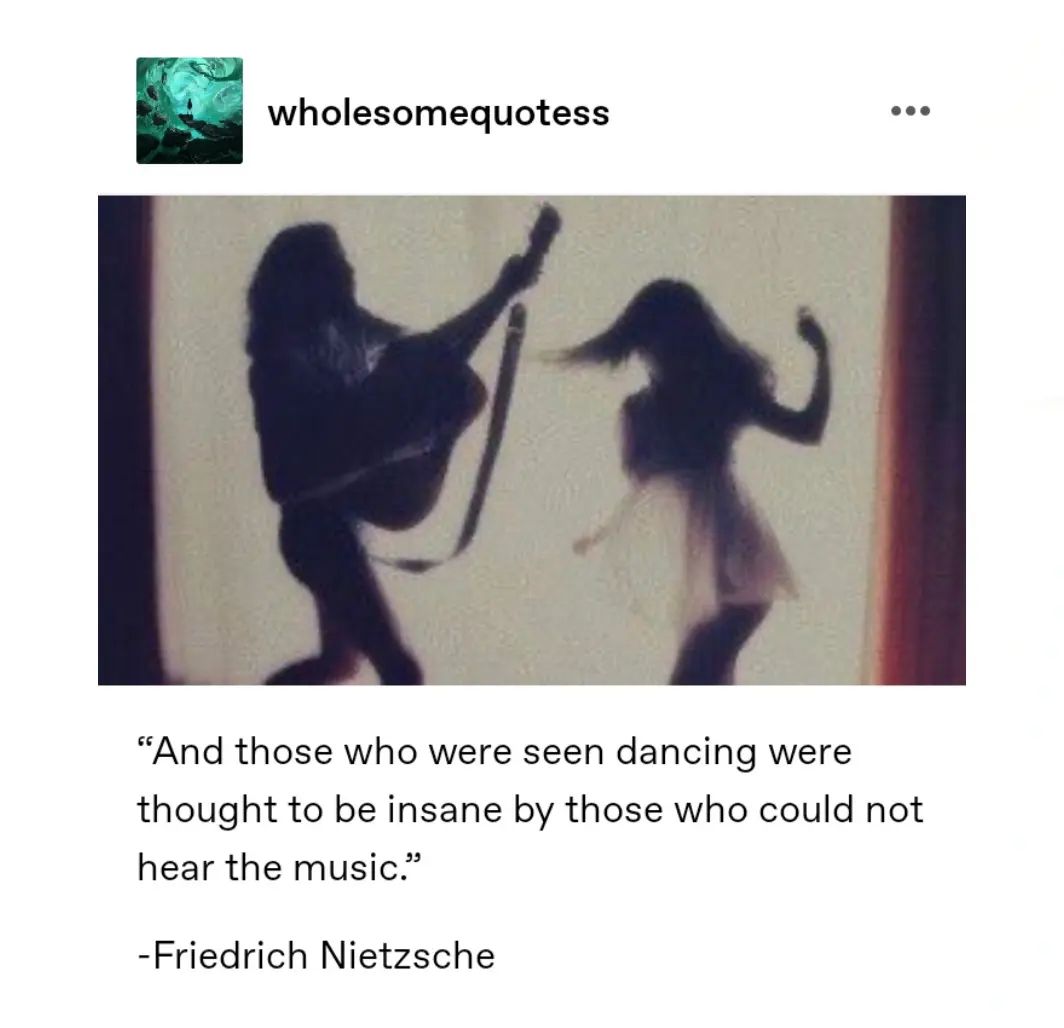 wholesomequotess
“And those who were seen dancing were
thought to be insane by those who could not
hear the music.”
-Friedrich Nietzsche